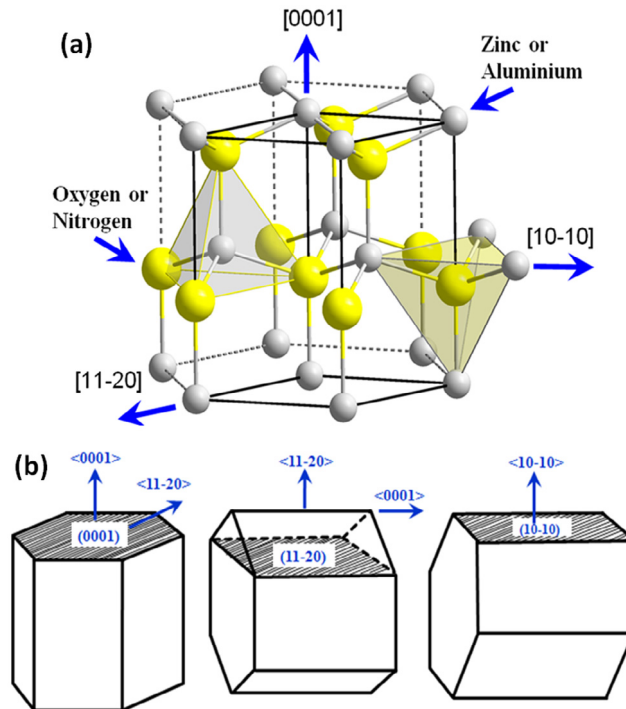 (a)
[0001]
Zinc or
Aluminium
Oxygen or
Nitrogen
[10-10]
[11-20]
(b)
<0001>
<11-20>
(0001)
<11-20>
<0001>
(11-20)
<10-10>
(10-10)